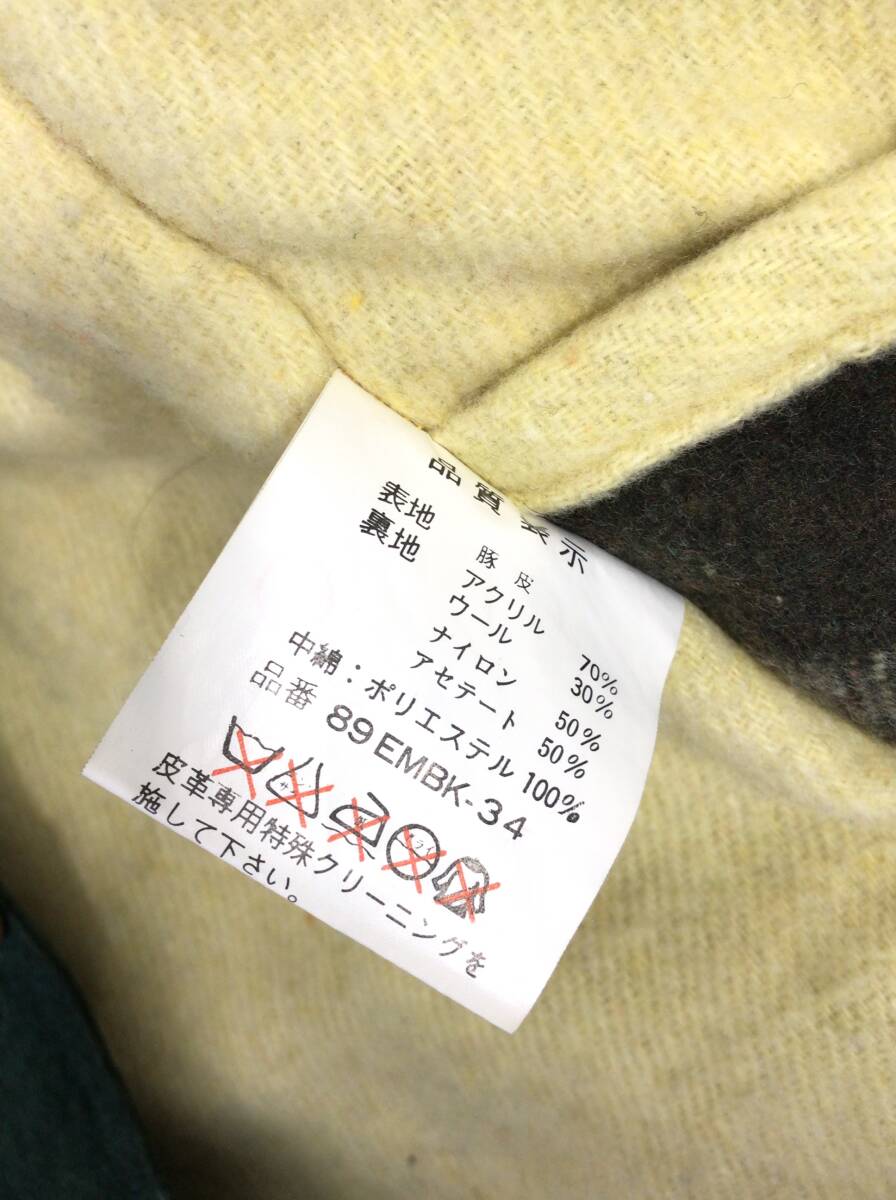 品質表示
表地 豚皮
裏地 アクリル 70%
ウール 30%
ナイロン 50%
アセテート 50%
中綿:ポリエステル100%
品番 89EMBK-34
皮革専用特殊クリーニングを
施して下さい。